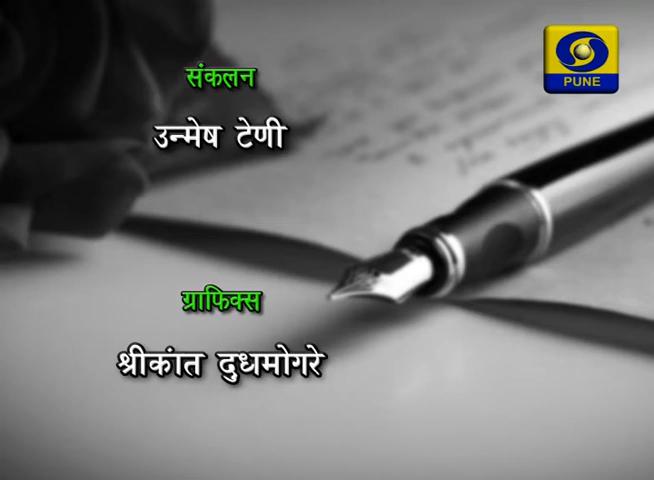 PUNE
संकलन
उन्मेष टेणी
ग्राफिक्स
श्रीकांत दुधमोगरे